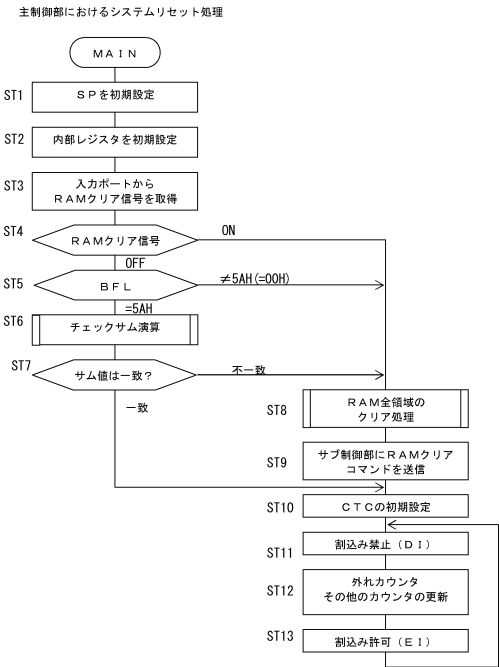 主制御部におけるシステムリセット処理
ＭＡＩＮ
ST1
ＳＰを初期設定
ST2
内部レジスタを初期設定
ST3
入力ポートから
ＲＡＭクリア信号を取得
ST4
ＲＡＭクリア信号
ON
OFF
ST5
ＢＦＬ
≠5AH(=00H)
=5AH
ST6
チェックサム演算
ST7
サム値は一致？
不一致
一致
ST8
ＲＡＭ全領域の
クリア処理
ST9
サブ制御部にＲＡＭクリア
コマンドを送信
ST10
ＣＴＣの初期設定
ST11
割込み禁止（ＤＩ）
ST12
外れカウンタ
その他のカウンタの更新
ST13
割込み許可（ＥＩ）